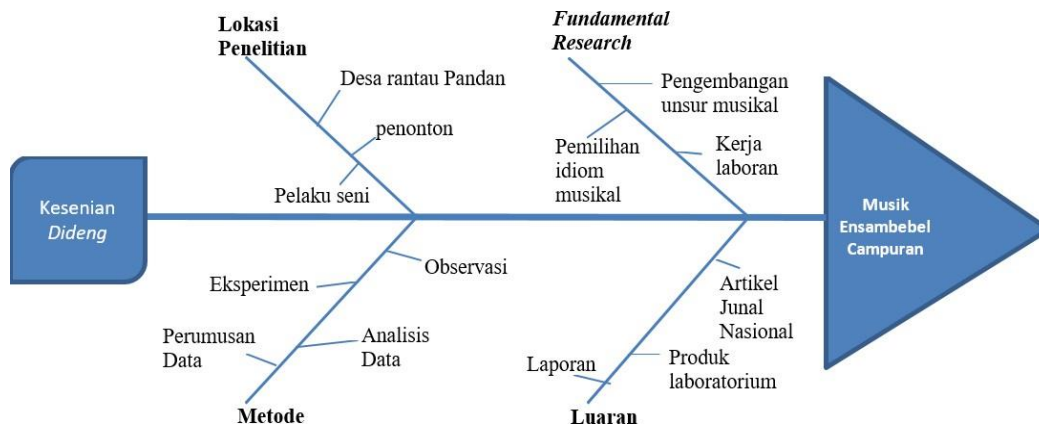 Lokasi
Penelitian
Fundamental
Research
Desa rantau Pandan
penonton
Pelaku seni
Pengembangan
unsur musikal
Pemilihan
idiom
musikal
Kerja
laboran
Kesenian
Dideng
Musik
Ensambebel
Campuran
Observasi
Eksperimen
Perumusan
Data
Analisis
Data
Metode
Artikel
Junal
Nasional
Produk
laboratorium
Laporan
Luaran